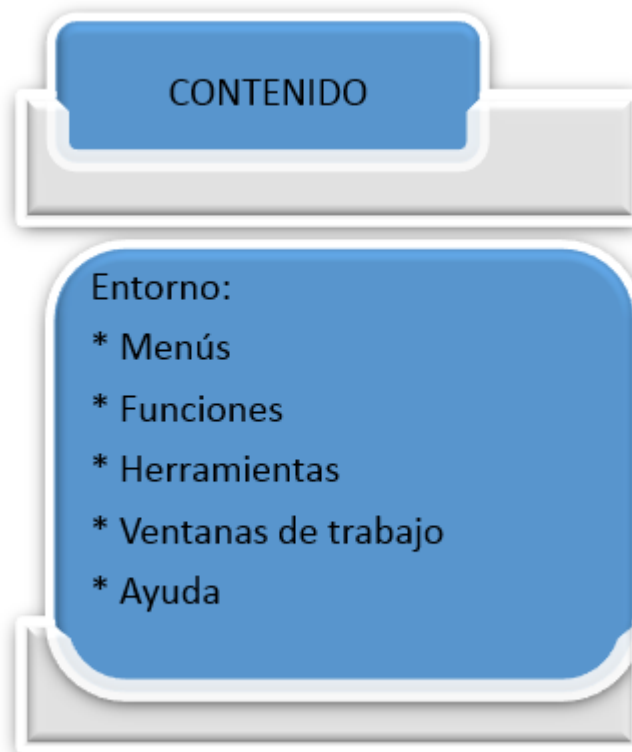 CONTENIDO
Entorno:
* Menús
* Funciones
* Herramientas
* Ventanas de trabajo
* Ayuda